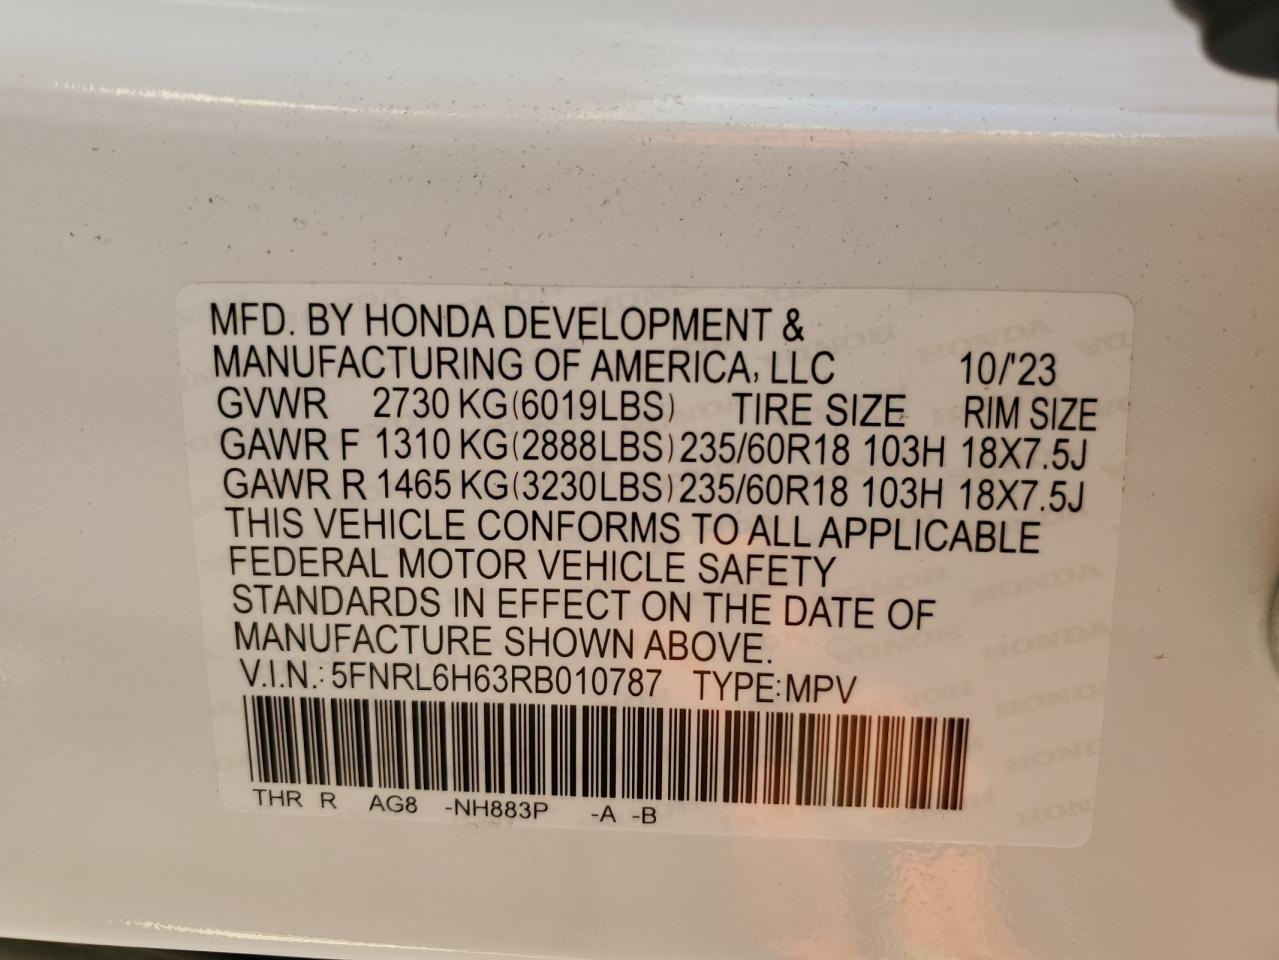 MFD. BY HONDA DEVELOPMENT &
MANUFACTURING OF AMERICA, LLC 10/'23
GVWR 2730 KG(6019LBS) TIRE SIZE RIM SIZE
GAWR F 1310 KG(2888LBS) 235/60R18 103H 18X7.5J
GAWR R 1465 KG(3230LBS) 235/60R18 103H 18X7.5J
THIS VEHICLE CONFORMS TO ALL APPLICABLE
FEDERAL MOTOR VEHICLE SAFETY
STANDARDS IN EFFECT ON THE DATE OF
MANUFACTURE SHOWN ABOVE.
V.I.N.: 5FNRL6H63RB010787 TYPE: MPV
THR R AG8 -NH883P -A -B